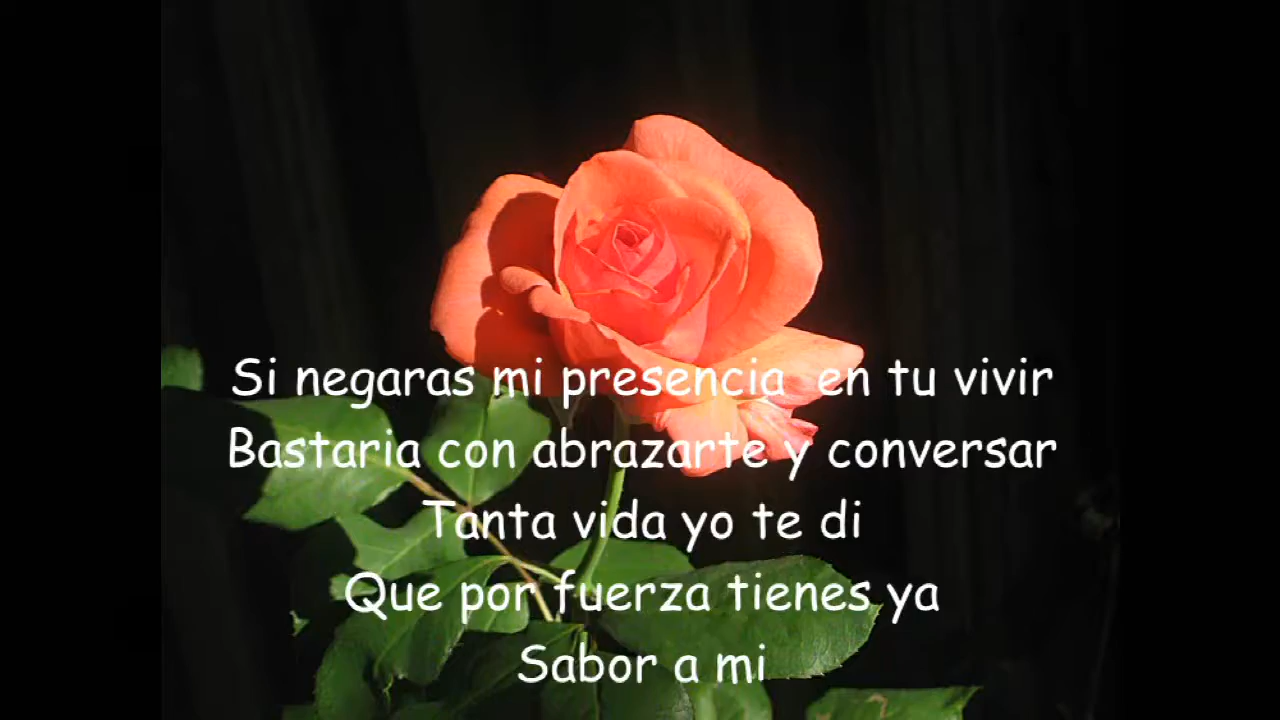 Si negaras mi presencia en tu vivir
Bastaria con abrazarte y conversar
Tanta vida yo te di
Que por fuerza tienes ya
Sabor a mi